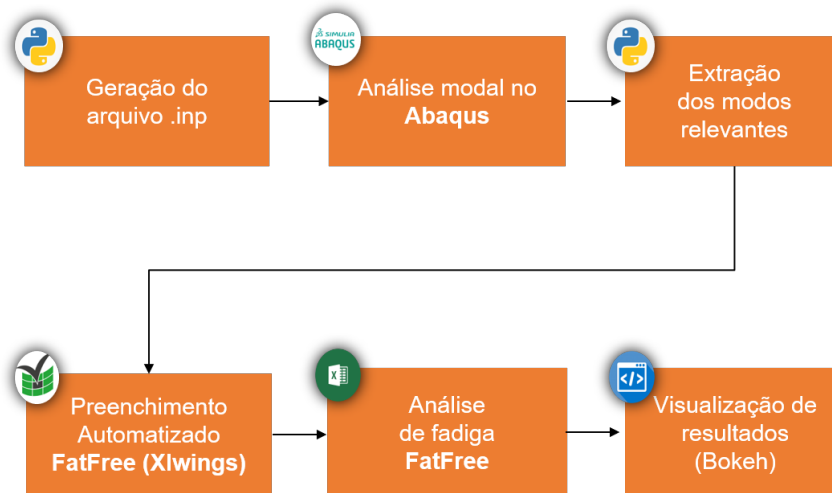 Geração do
arquivo .inp
SIMULIA
ABAQUS
Análise modal no
Abaqus
Extração
dos modos
relevantes
Preenchimento
Automatizado
FatFree (Xlwings)
X
Análise
de fadiga
FatFree
</>
Visualização de
resultados
(Bokeh)